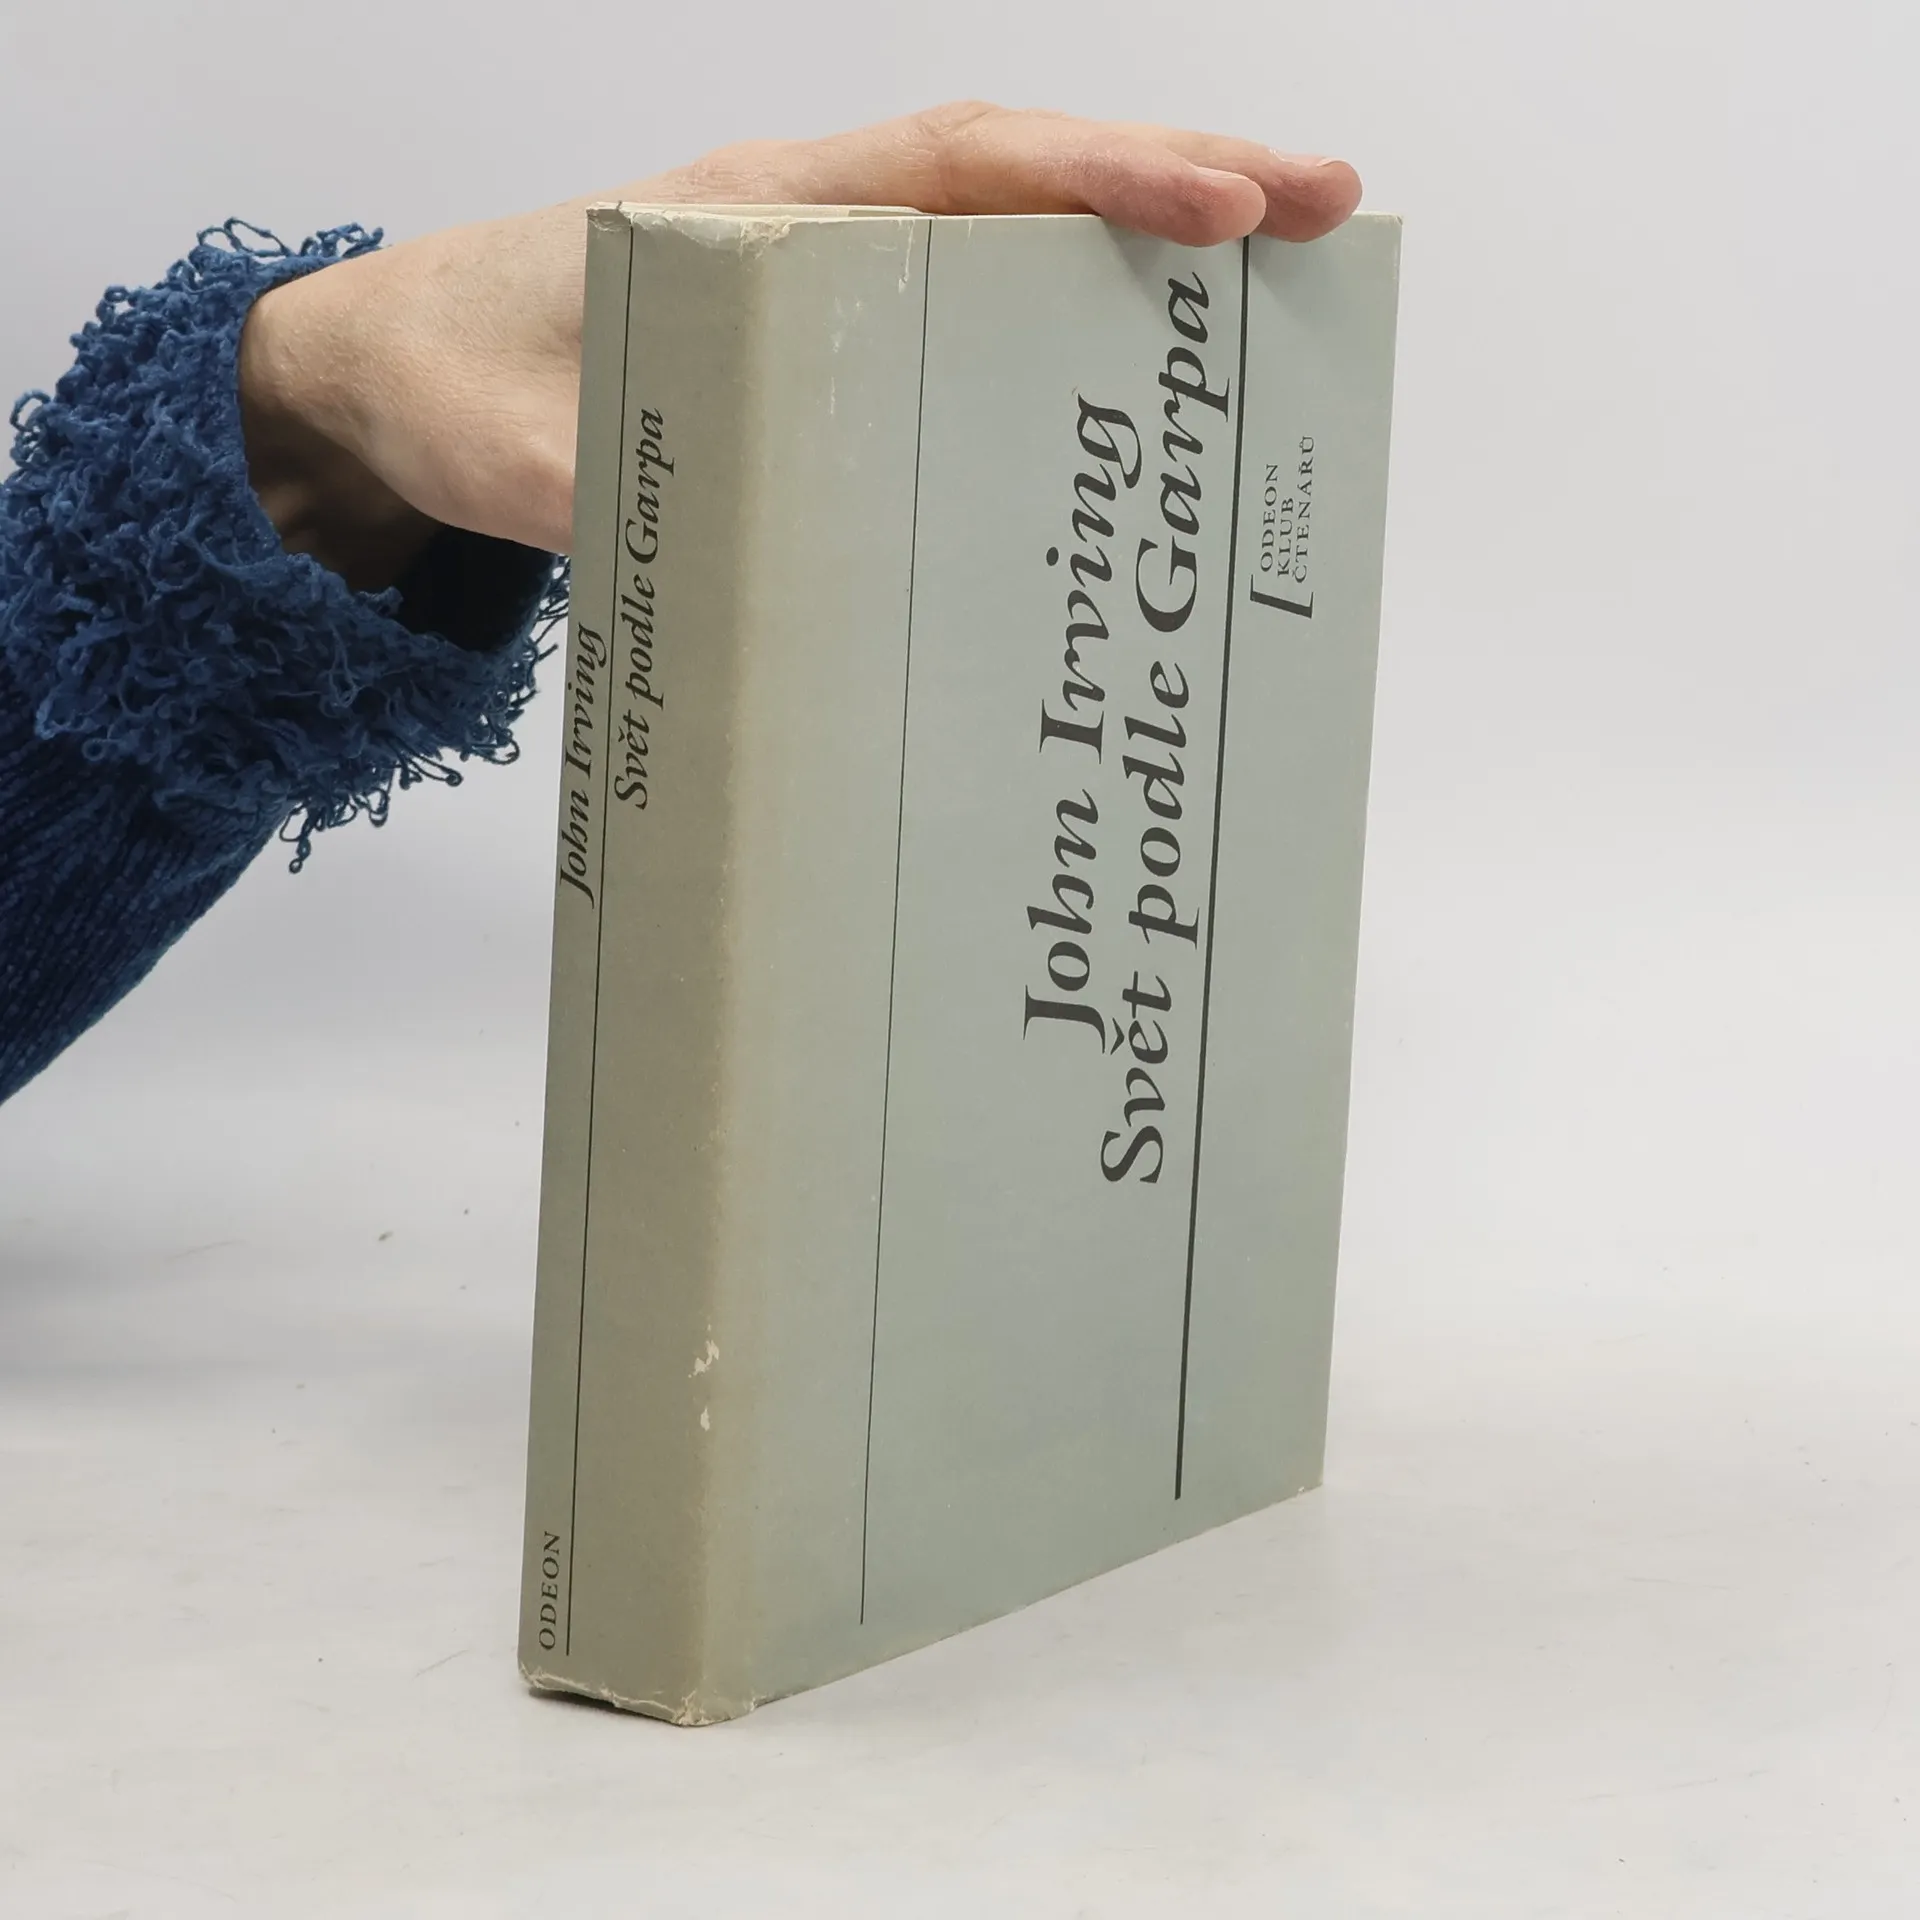 John Irving
Svět podle Garpa
ODEON
John Irving
Svět podle Garpa
[
ODEON
KLUB
ČTENÁŘŮ